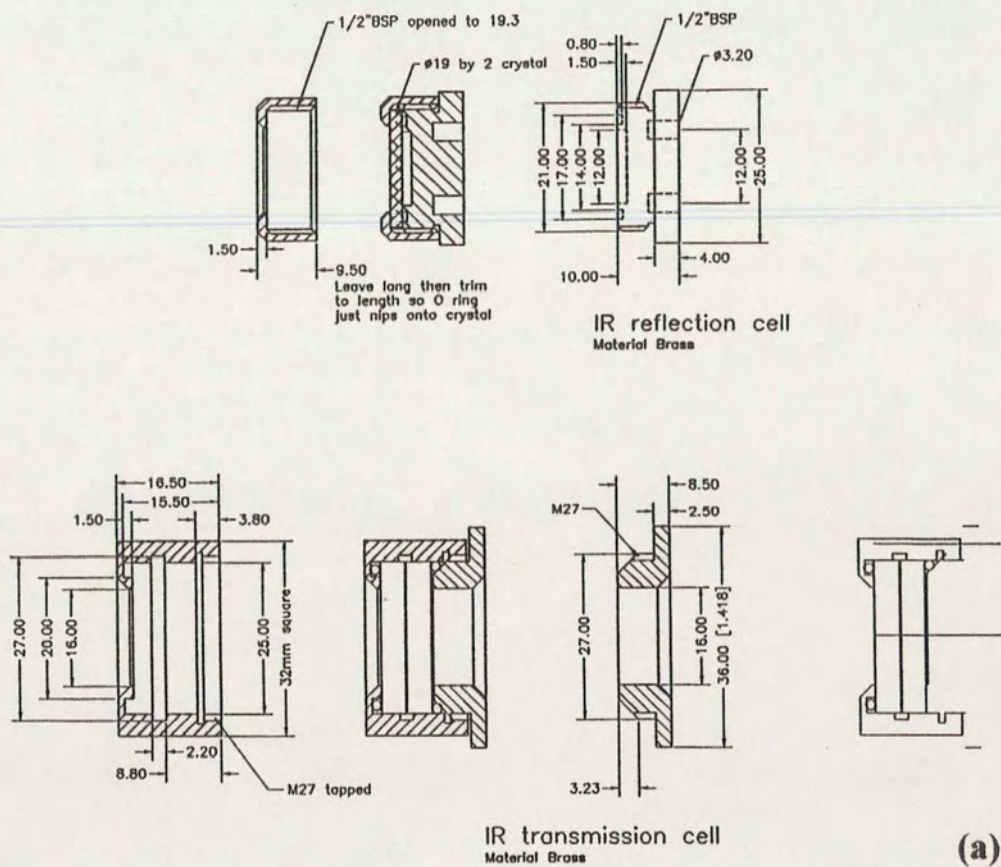 1/2"BSP opened to 19.3
ø19 by 2 crystal
1/2"BSP
0.80
1.50
ø3.20
21.00
17.00
14.00
12.00
12.00
25.00
1.50
9.50
4.00
10.00
Leave long then trim
to length so O ring
just nips onto crystal
IR reflection cell
Material Brass
16.50
15.50
1.50
3.80
8.50
2.50
M27
27.00
20.00
16.00
25.00
32mm square
27.00
16.00
36.00 [1.418]
2.20
8.80
M27 tapped
3.23
IR transmission cell
Material Brass
(a)